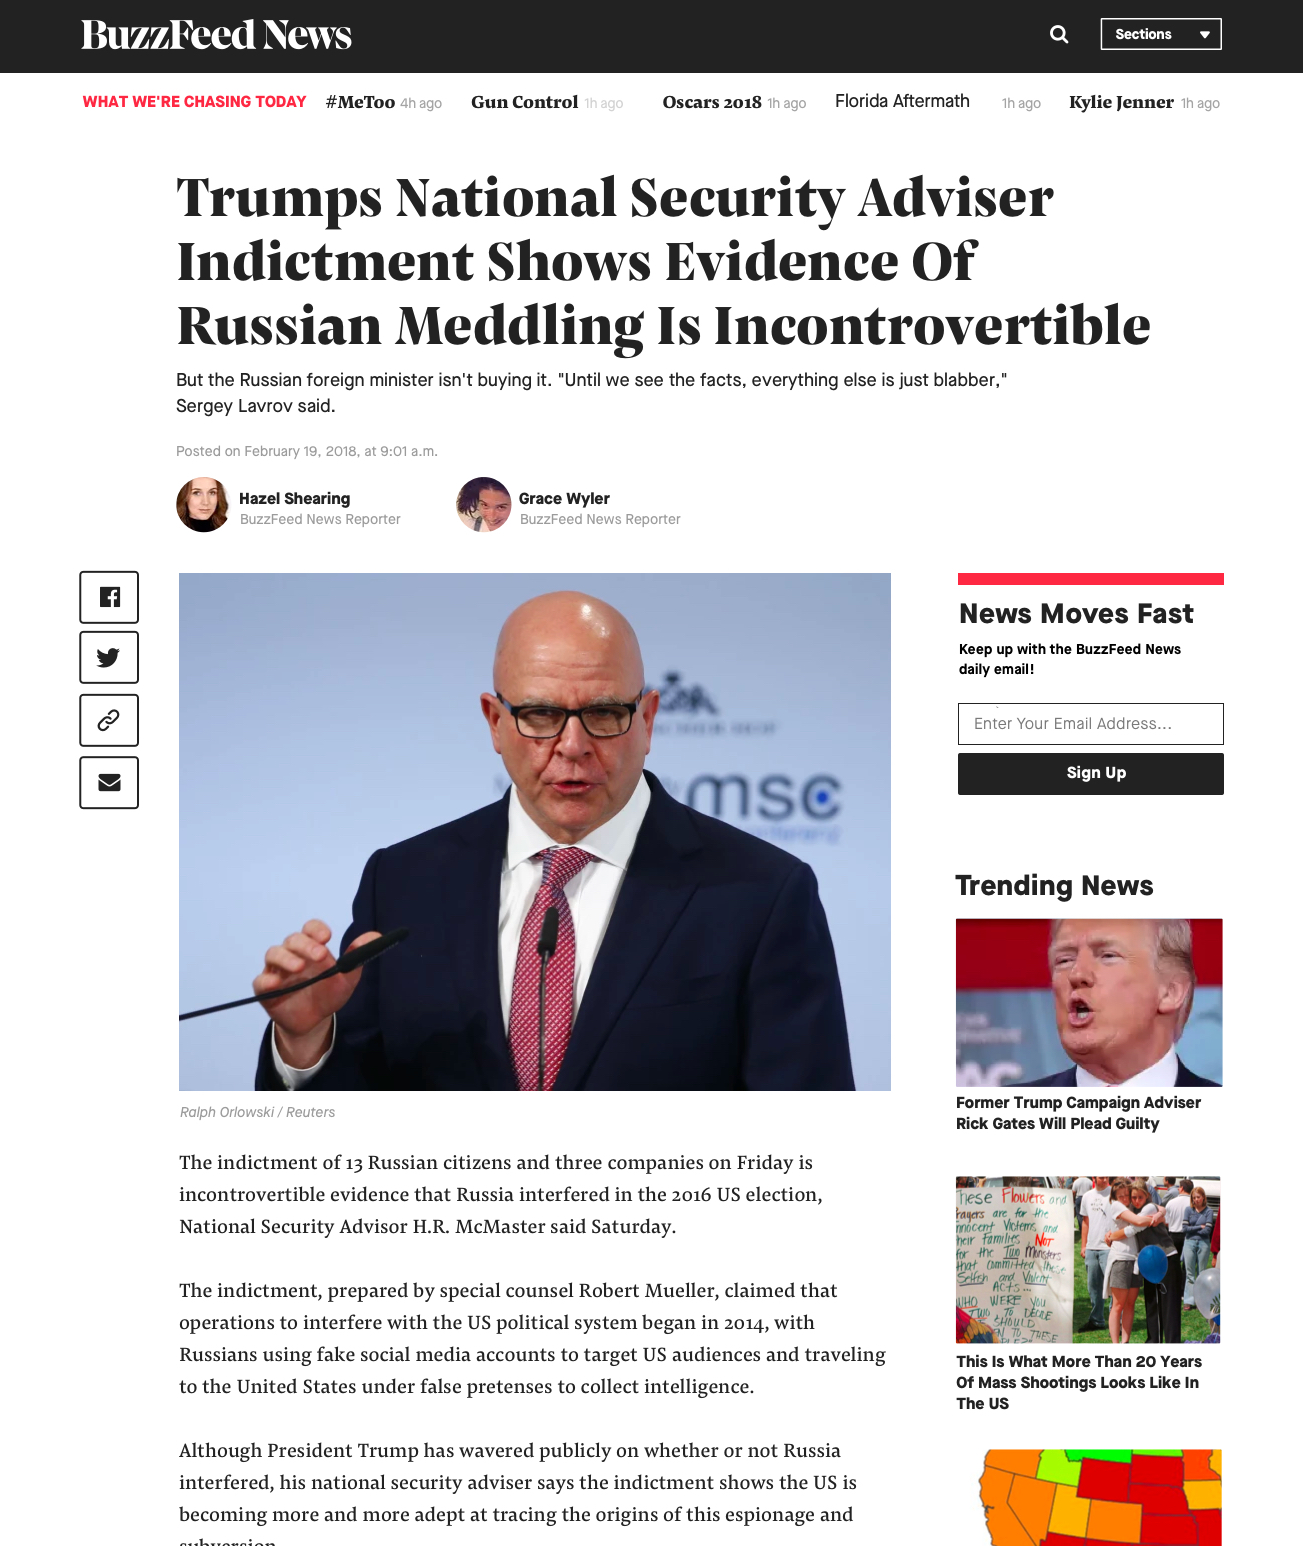 BuzzFeed News
Sections
WHAT WE'RE CHASING TODAY #MeToo 4h ago Gun Control 1h ago Oscars 2018 1h ago Florida Aftermath 1h ago Kylie Jenner 1h ago
Trumps National Security Adviser
Indictment Shows Evidence Of
Russian Meddling Is Incontrovertible
But the Russian foreign minister isn't buying it. "Until we see the facts, everything else is just blabber,"
Sergey Lavrov said.
Posted on February 19, 2018, at 9:01 a.m.
Hazel Shearing
BuzzFeed News Reporter
Grace Wyler
BuzzFeed News Reporter
msc
Ralph Orlowski / Reuters
The indictment of 13 Russian citizens and three companies on Friday is
incontrovertible evidence that Russia interfered in the 2016 US election,
National Security Advisor H.R. McMaster said Saturday.
The indictment, prepared by special counsel Robert Mueller, claimed that
operations to interfere with the US political system began in 2014, with
Russians using fake social media accounts to target US audiences and traveling
to the United States under false pretenses to collect intelligence.
Although President Trump has wavered publicly on whether or not Russia
interfered, his national security adviser says the indictment shows the US is
becoming more and more adept at tracing the origins of this espionage and
subversion.
News Moves Fast
Keep up with the BuzzFeed News
daily email!
Enter Your Email Address...
Sign Up
Trending News
AC
Former Trump Campaign Adviser
Rick Gates Will Plead Guilty
These Flowers and
Prayers are for the
innocent Victims and
their families NOT
for the Two Monsters
that committed these
Selfish and Violent
ACTS...
WHO WERE YOU
TWO TO DECIDE
SHOULD
TO THESE
This Is What More Than 20 Years
Of Mass Shootings Looks Like In
The US